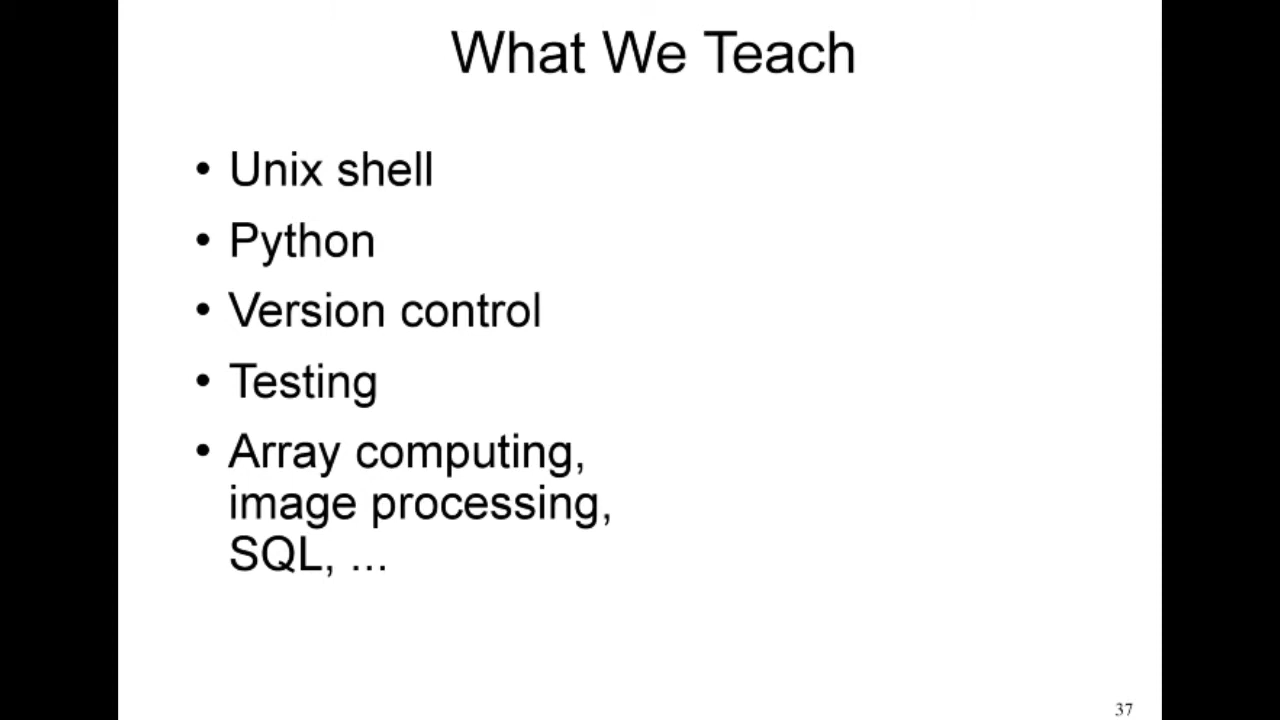 What We Teach
• Unix shell
• Python
• Version control
• Testing
• Array computing,
image processing,
SQL, ...
37